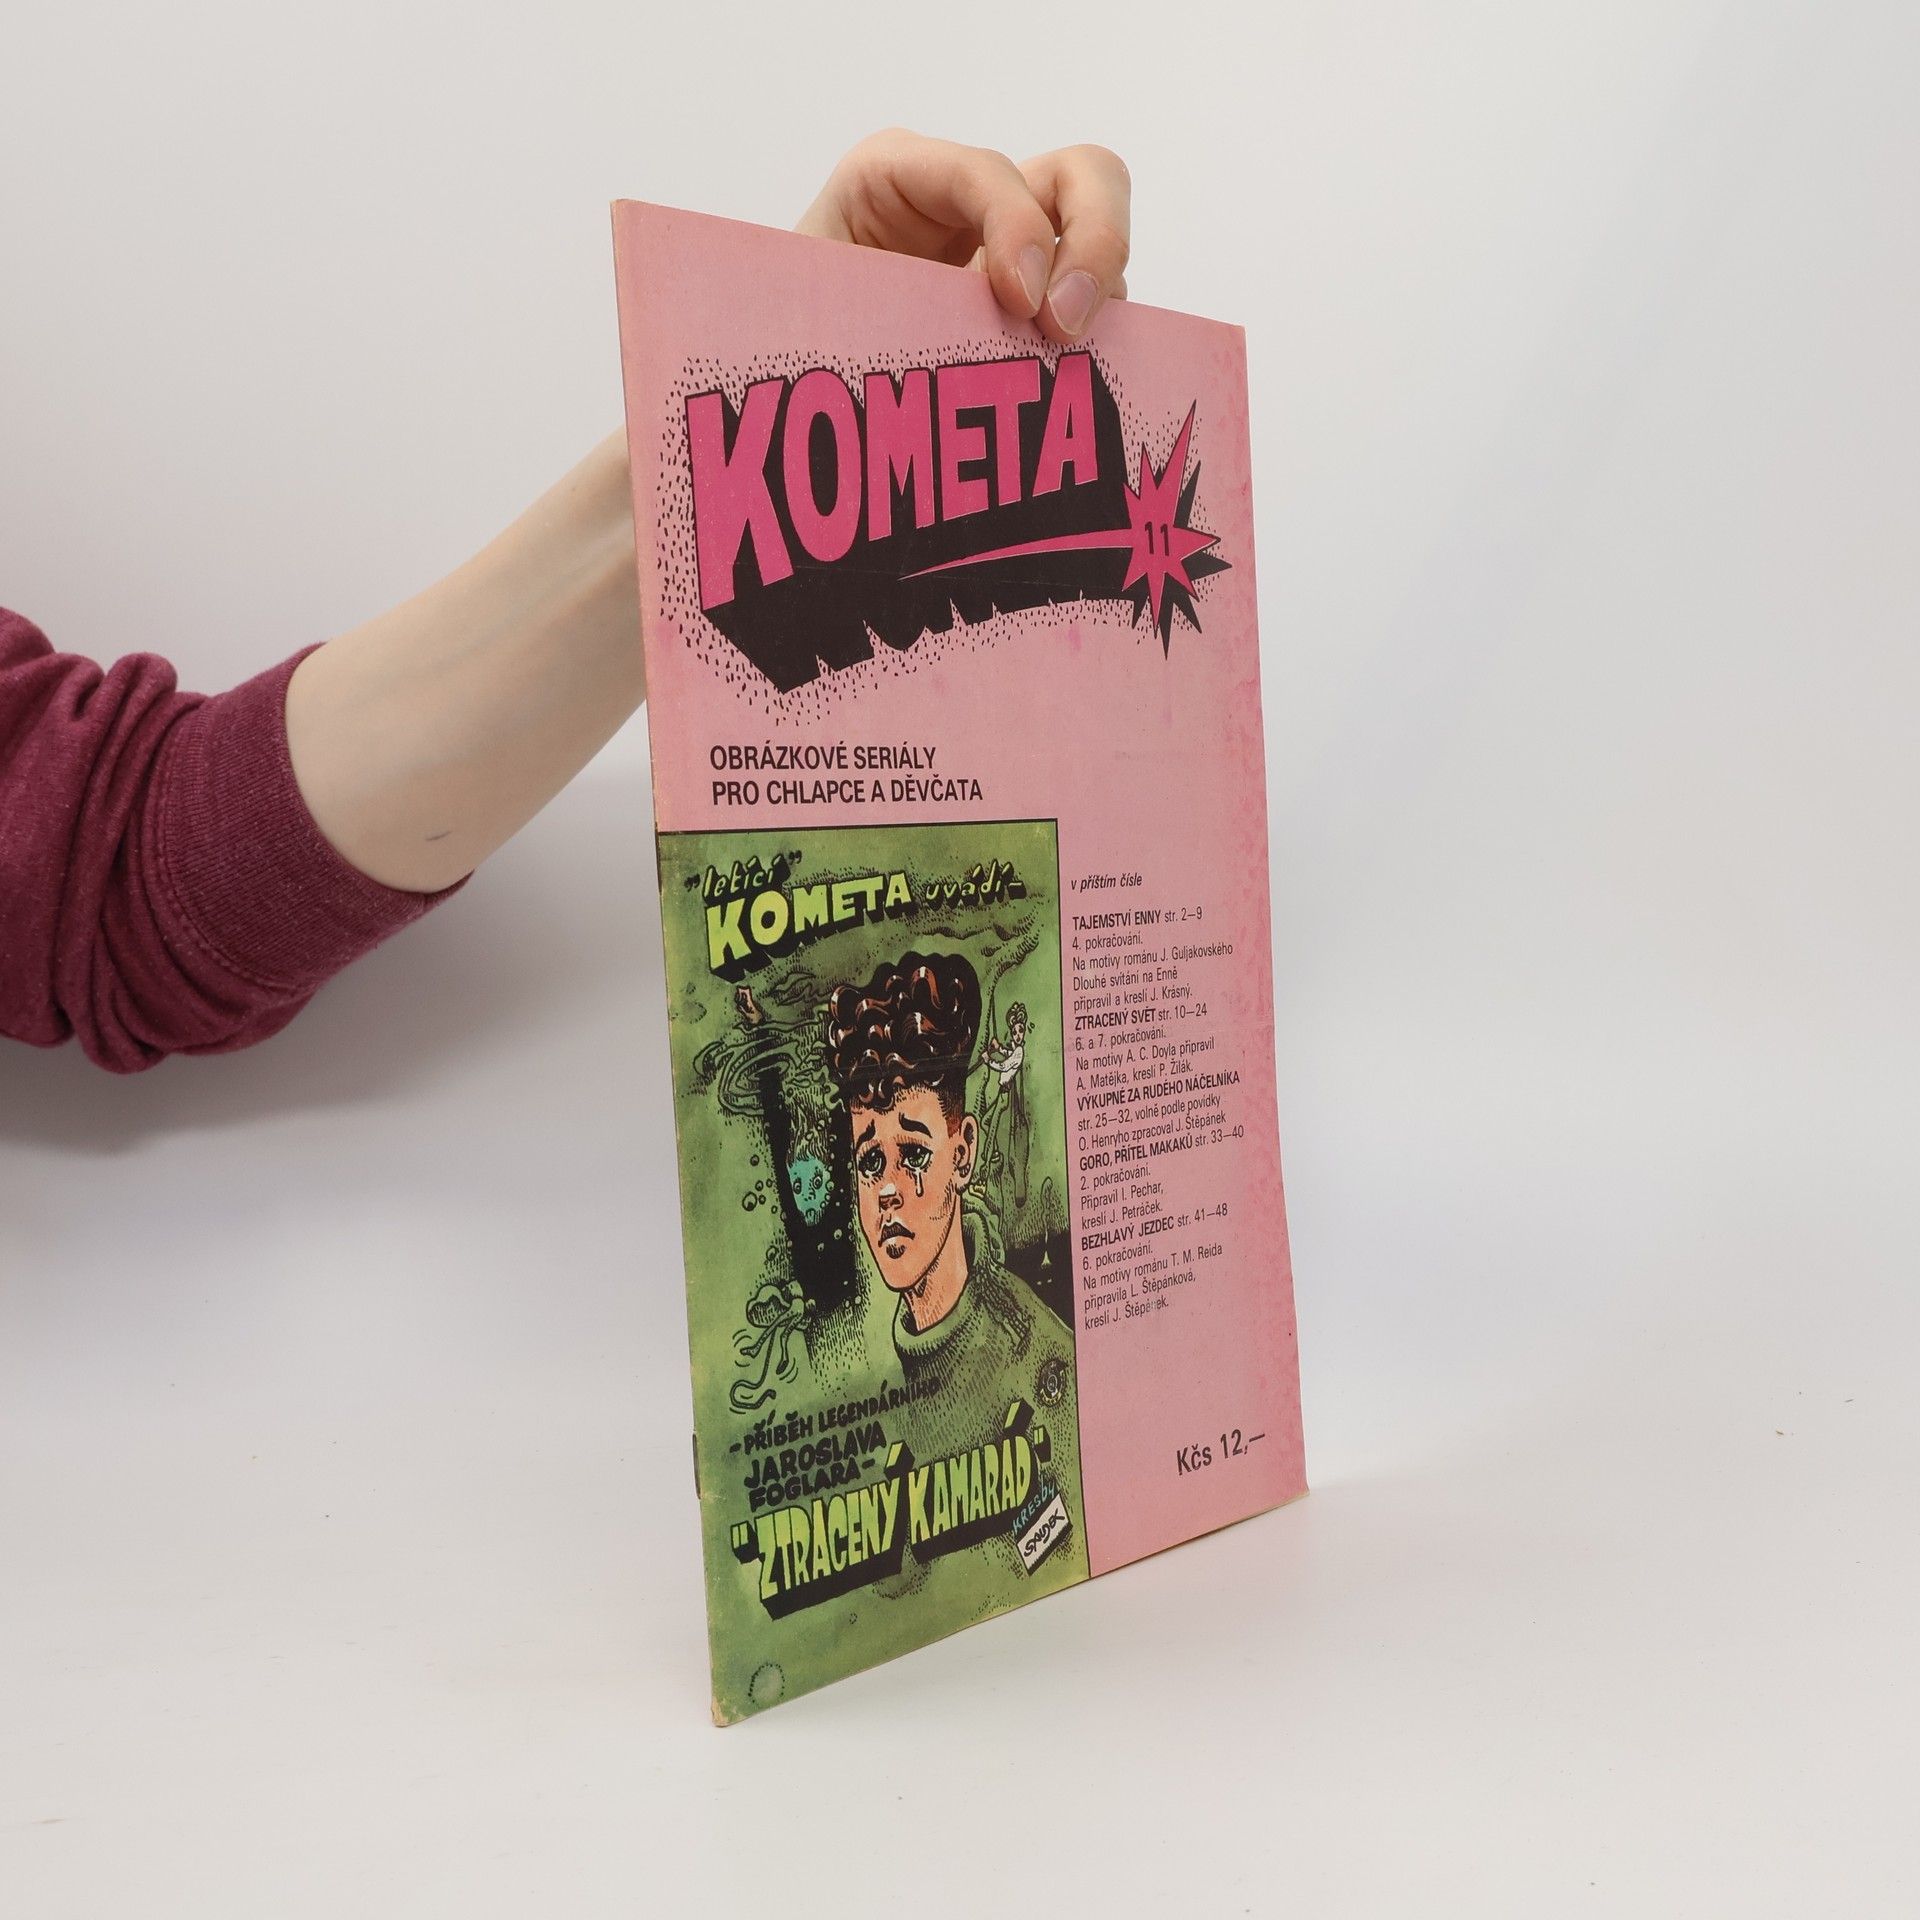 KOMETA
11
OBRÁZKOVÉ SERIÁLY
PRO CHLAPCE A DĚVČATA
"letící"
KOMETA uvádí—
—PŘÍBĚH LEGENDÁRNÍHO
JAROSLAVA
FOGLARA—
"ZTRACENÝ KAMARÁD"
KRESBY
SAUDEK
v příštím čísle
TAJEMSTVÍ ENNY str. 2—9
4. pokračování.
Na motivy románu J. Guljakovského
Dlouhé svítání na Enně
připravil a kreslí J. Krásný.
ZTRACENÝ SVĚT str. 10—24
6. a 7. pokračování.
Na motivy A. C. Doyla připravil
A. Matějka, kreslí P. Žilák.
VÝKUPNÉ ZA RUDÉHO NÁČELNÍKA
str. 25—32, volně podle povídky
O. Henryho zpracoval J. Štěpánek
GORO, PŘÍTEL MAKAKŮ str. 33—40
2. pokračování.
Připravil I. Pechar,
kreslí J. Petráček.
BEZHLAVÝ JEZDEC str. 41—48
6. pokračování.
Na motivy románu T. M. Reida
připravila L. Štěpánková,
kreslí J. Štěpánek.
Kčs 12,—